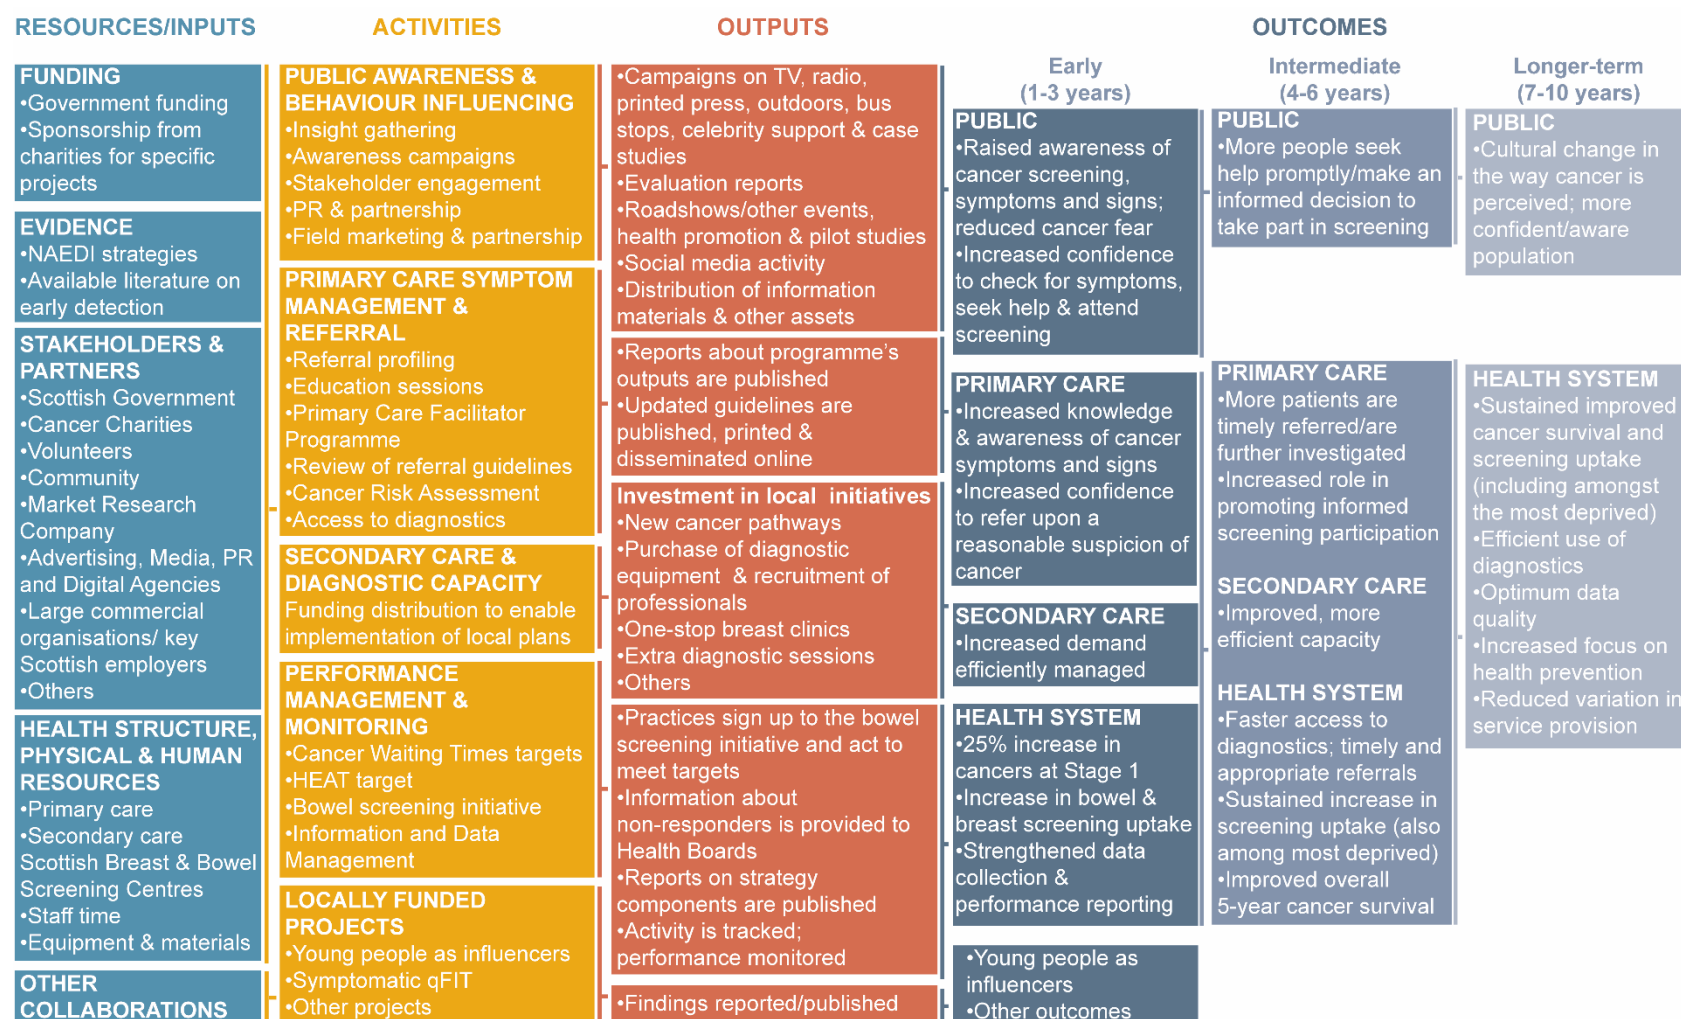 RESOURCES/INPUTS
ACTIVITIES
OUTPUTS
OUTCOMES
Early
(1-3 years)
Intermediate
(4-6 years)
Longer-term
(7-10 years)
FUNDING
•Government funding
•Sponsorship from
charities for specific
projects
EVIDENCE
•NAEDI strategies
•Available literature on
early detection
STAKEHOLDERS &
PARTNERS
•Scottish Government
•Cancer Charities
•Volunteers
•Community
•Market Research
Company
•Advertising, Media, PR
and Digital Agencies
•Large commercial
organisations/ key
Scottish employers
•Others
HEALTH STRUCTURE,
PHYSICAL & HUMAN
RESOURCES
•Primary care
•Secondary care
Scottish Breast & Bowel
Screening Centres
•Staff time
•Equipment & materials
OTHER
COLLABORATIONS
PUBLIC AWARENESS &
BEHAVIOUR INFLUENCING
•Insight gathering
•Awareness campaigns
•Stakeholder engagement
•PR & partnership
•Field marketing & partnership
PRIMARY CARE SYMPTOM
MANAGEMENT &
REFERRAL
•Referral profiling
•Education sessions
•Primary Care Facilitator
Programme
•Review of referral guidelines
•Cancer Risk Assessment
•Access to diagnostics
SECONDARY CARE &
DIAGNOSTIC CAPACITY
Funding distribution to enable
implementation of local plans
PERFORMANCE
MANAGEMENT &
MONITORING
•Cancer Waiting Times targets
•HEAT target
•Bowel screening initiative
•Information and Data
Management
LOCALLY FUNDED
PROJECTS
•Young people as influencers
•Symptomatic qFIT
•Other projects
•Campaigns on TV, radio,
printed press, outdoors, bus
stops, celebrity support & case
studies
•Evaluation reports
•Roadshows/other events,
health promotion & pilot studies
•Social media activity
•Distribution of information
materials & other assets
•Reports about programme's
outputs are published
•Updated guidelines are
published, printed &
disseminated online
Investment in local initiatives
•New cancer pathways
•Purchase of diagnostic
equipment & recruitment of
professionals
•One-stop breast clinics
•Extra diagnostic sessions
•Others
•Practices sign up to the bowel
screening initiative and act to
meet targets
•Information about
non-responders is provided to
Health Boards
•Reports on strategy
components are published
•Activity is tracked;
performance monitored
•Findings reported/published
PUBLIC
•Raised awareness of
cancer screening,
symptoms and signs;
reduced cancer fear
•Increased confidence
to check for symptoms,
seek help & attend
screening
PRIMARY CARE
•Increased knowledge
& awareness of cancer
symptoms and signs
•Increased confidence
to refer upon a
reasonable suspicion of
cancer
SECONDARY CARE
•Increased demand
efficiently managed
HEALTH SYSTEM
•25% increase in
cancers at Stage 1
•Increase in bowel &
breast screening uptake
•Strengthened data
collection &
performance reporting
•Young people as
influencers
•Other outcomes
PUBLIC
•More people seek
help promptly/make an
informed decision to
take part in screening
PRIMARY CARE
•More patients are
timely referred/are
further investigated
•Increased role in
promoting informed
screening participation
SECONDARY CARE
•Improved, more
efficient capacity
HEALTH SYSTEM
•Faster access to
diagnostics; timely and
appropriate referrals
•Sustained increase in
screening uptake (also
among most deprived)
•Improved overall
5-year cancer survival
PUBLIC
•Cultural change in
the way cancer is
perceived; more
confident/aware
population
HEALTH SYSTEM
•Sustained improved
cancer survival and
screening uptake
(including amongst
the most deprived)
•Efficient use of
diagnostics
•Optimum data
quality
•Increased focus on
health prevention
•Reduced variation in
service provision